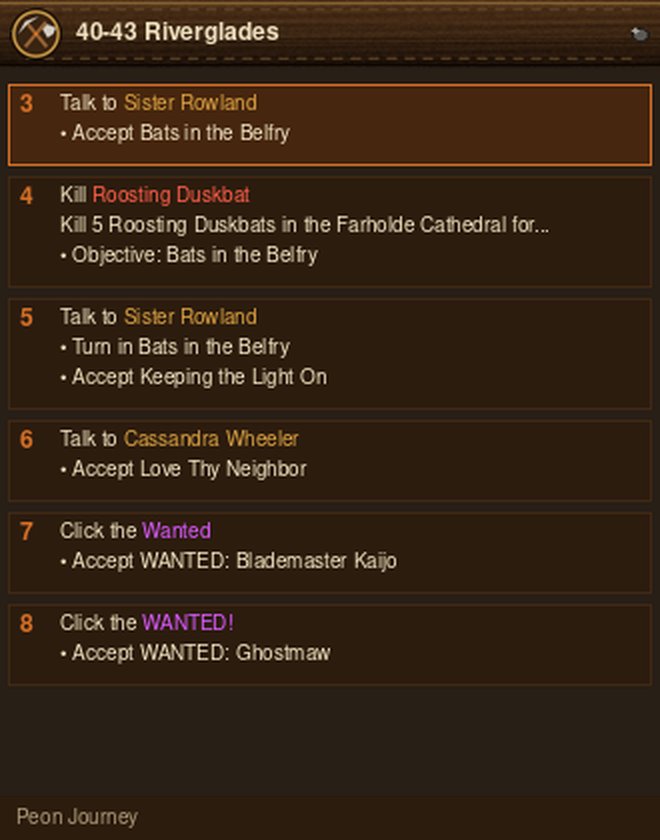 40-43 Riverglades
3 Talk to Sister Rowland
• Accept Bats in the Belfry
4 Kill Roosting Duskbat
Kill 5 Roosting Duskbats in the Farholde Cathedral for...
• Objective: Bats in the Belfry
5 Talk to Sister Rowland
• Turn in Bats in the Belfry
• Accept Keeping the Light On
6 Talk to Cassandra Wheeler
• Accept Love Thy Neighbor
7 Click the Wanted
• Accept WANTED: Blademaster Kaijo
8 Click the WANTED!
• Accept WANTED: Ghostmaw
Peon Journey